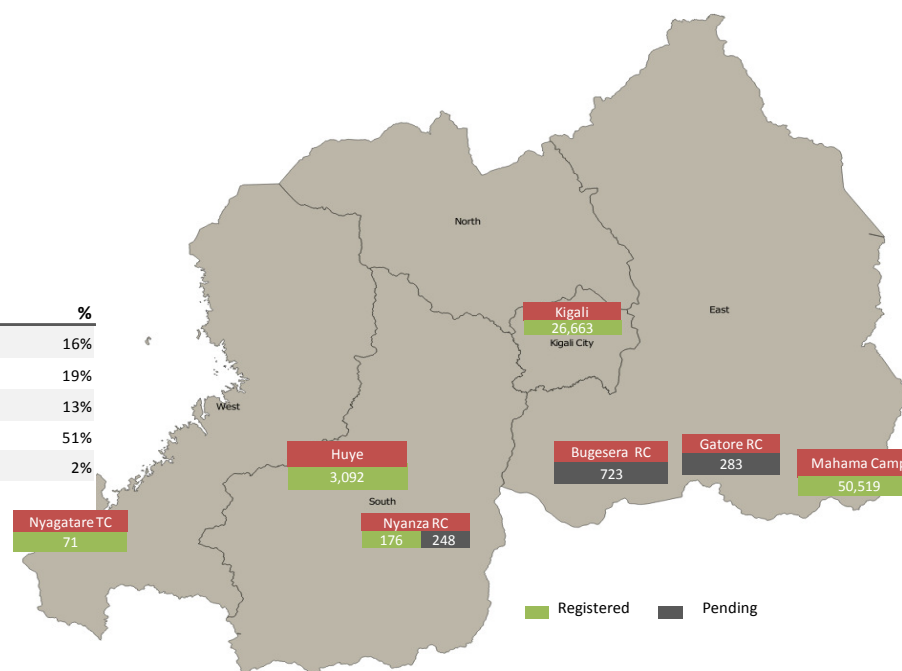 North
%
16%
19%
13%
51%
2%
Kigali
26,663
Kigali City
East
West
Huye
3,092
South
Bugesera RC
723
Gatore RC
283
Mahama Camp
50,519
Nyagatare TC
71
Nyanza RC
176 248
Registered Pending